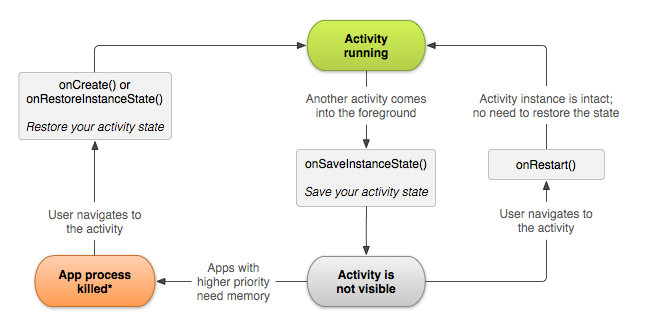 Activity
running
onCreate() or
onRestoreInstanceState()
Restore your activity state
Another activity comes
into the foreground
Activity instance is intact;
no need to restore the state
onSaveInstanceState()
Save your activity state
onRestart()
User navigates to
the activity
User navigates to
the activity
App process
killed*
Apps with
higher priority
need memory
Activity is
not visible